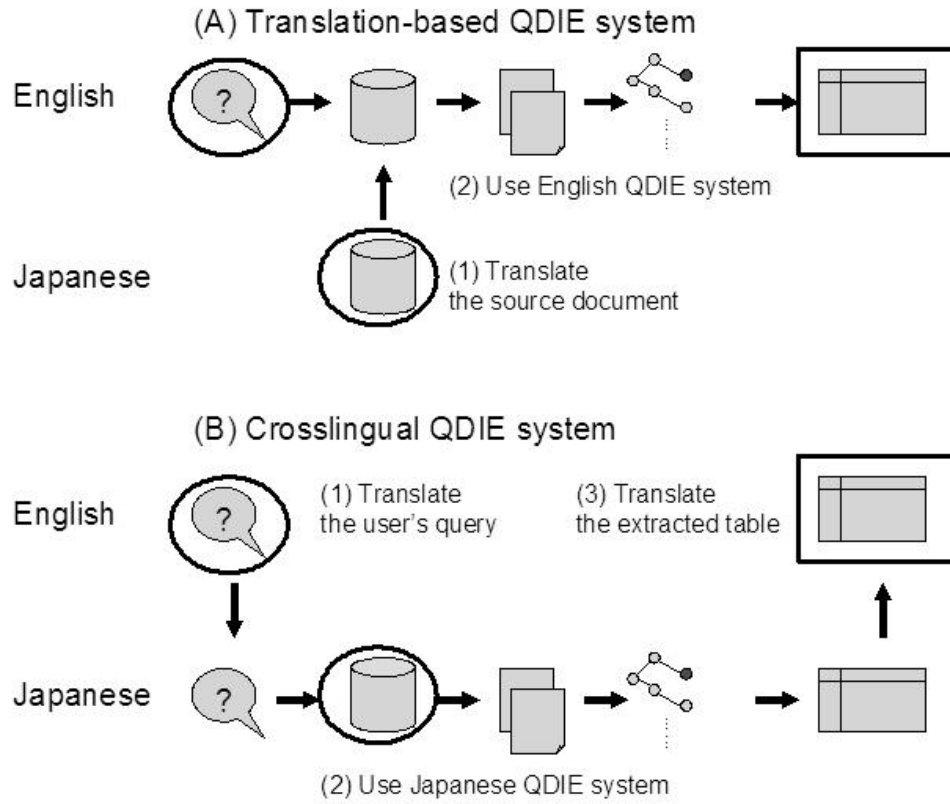 (A) Translation-based QDIE system
English
?
(2) Use English QDIE system
Japanese
(1) Translate
the source document
(B) Crosslingual QDIE system
English
?
(1) Translate
the user's query
(3) Translate
the extracted table
Japanese
?
(2) Use Japanese QDIE system